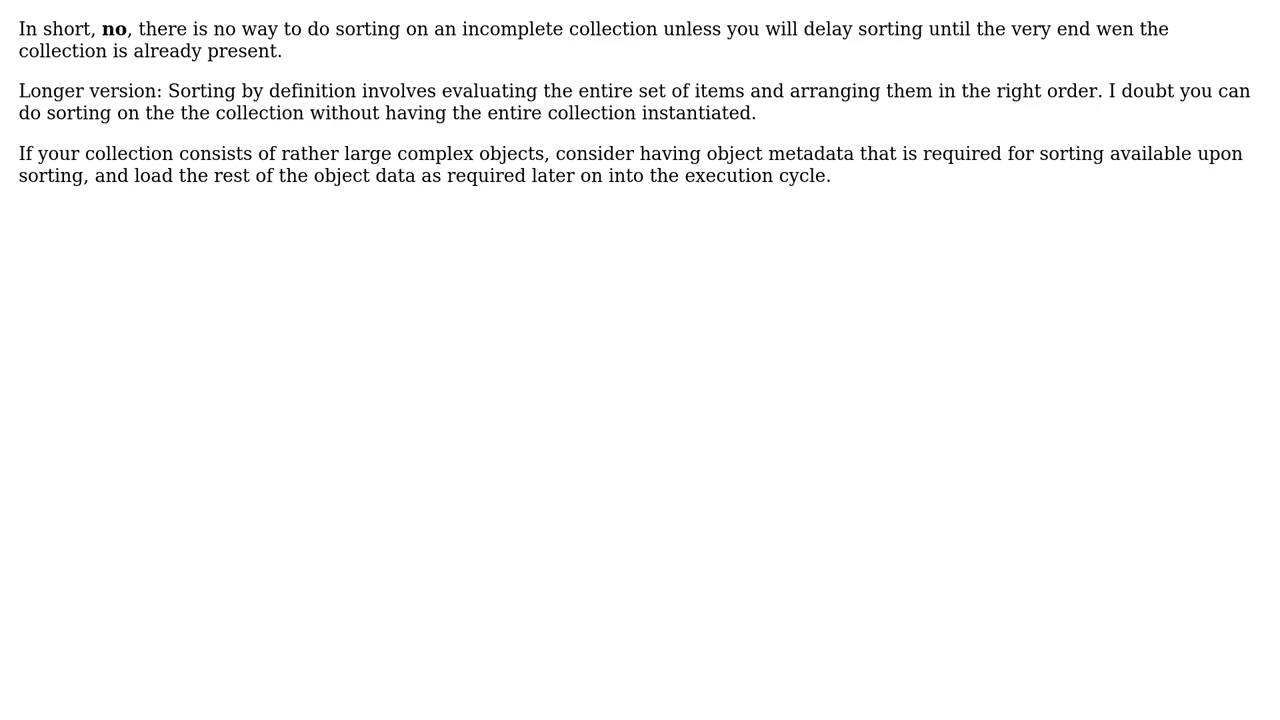 In short, no, there is no way to do sorting on an incomplete collection unless you will delay sorting until the very end wen the
collection is already present.
Longer version: Sorting by definition involves evaluating the entire set of items and arranging them in the right order. I doubt you can
do sorting on the the collection without having the entire collection instantiated.
If your collection consists of rather large complex objects, consider having object metadata that is required for sorting available upon
sorting, and load the rest of the object data as required later on into the execution cycle.